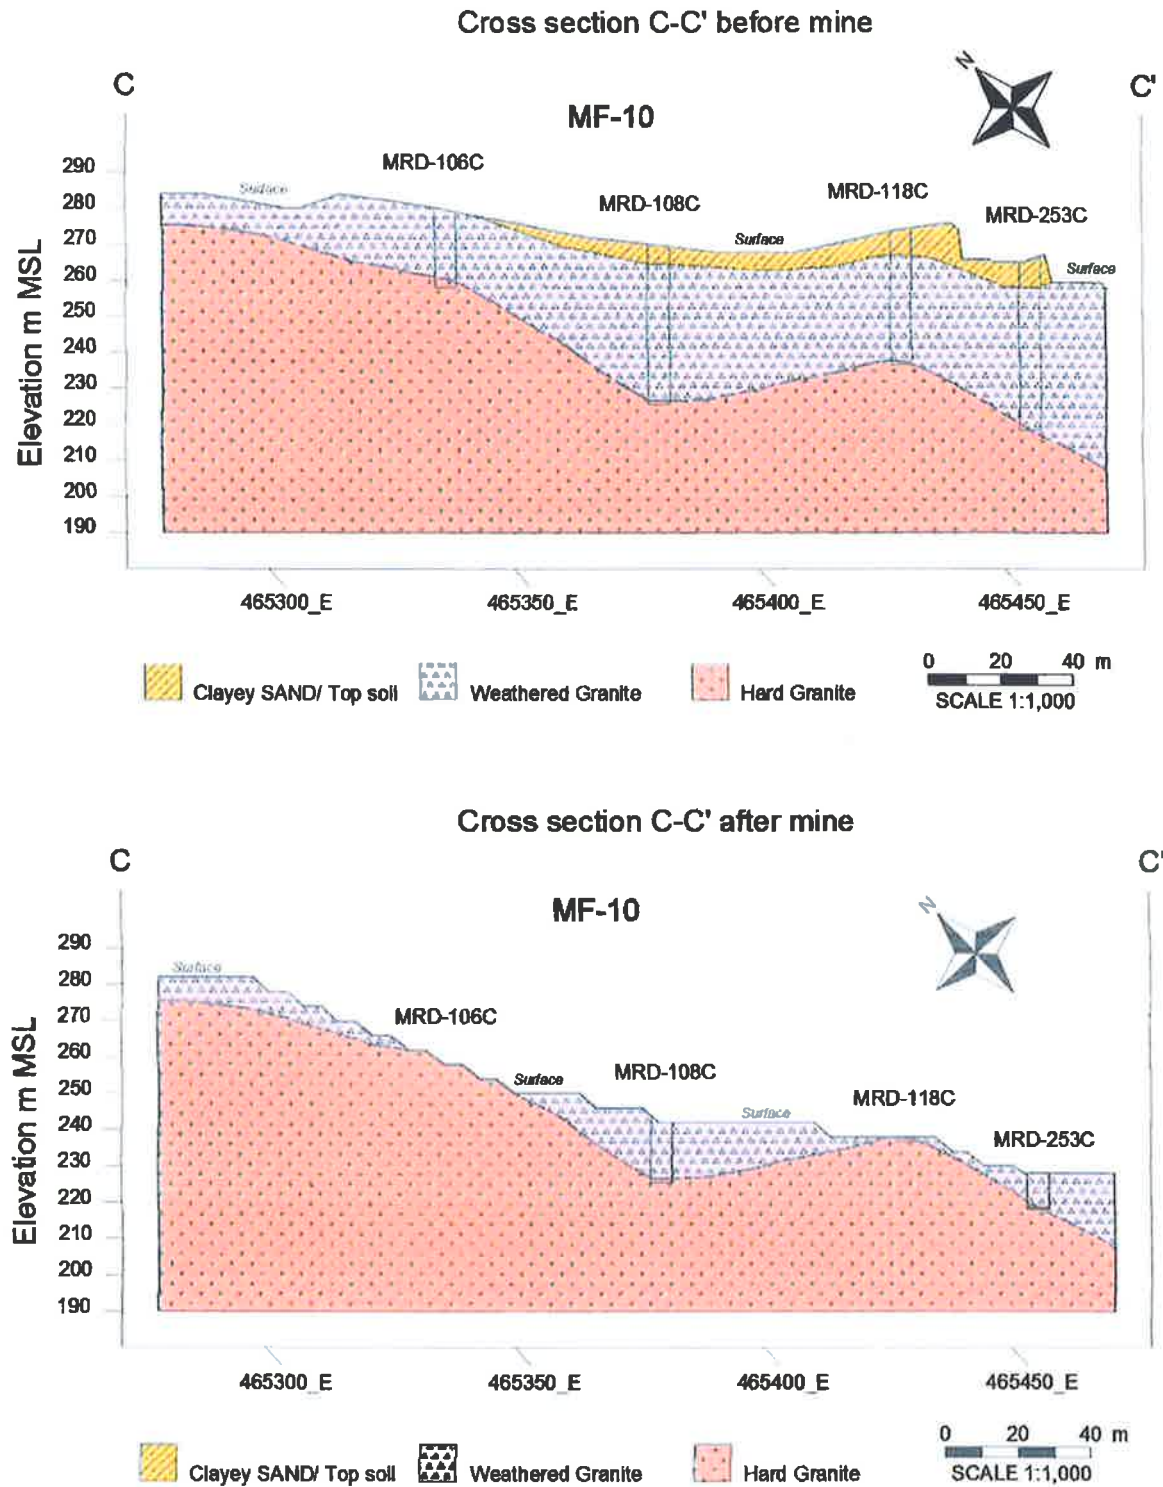 Cross section C-C' before mine
C
C'
N
MF-10
MRD-106C
MRD-108C
MRD-118C
MRD-253C
Surface
Surface
Surface
Elevation m MSL
290
280
270
260
250
240
230
220
210
200
190
465300_E
465350_E
465400_E
465450_E
Clayey SAND/ Top soil
Weathered Granite
Hard Granite
0 20 40 m
SCALE 1:1,000
Cross section C-C' after mine
C
C'
N
MF-10
Surface
MRD-106C
Surface
MRD-108C
Surface
MRD-118C
MRD-253C
Elevation m MSL
290
280
270
260
250
240
230
220
210
200
190
465300_E
465350_E
465400_E
465450_E
Clayey SAND/ Top soil
Weathered Granite
Hard Granite
0 20 40 m
SCALE 1:1,000